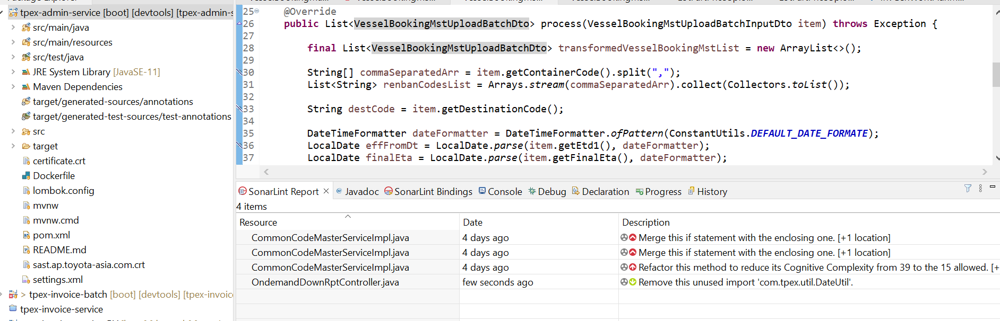 tpex-admin-service [boot] [devtools] [tpex-admin-s
src/main/java
src/main/resources
src/test/java
JRE System Library [JavaSE-11]
Maven Dependencies
target/generated-sources/annotations
target/generated-test-sources/test-annotations
src
target
certificate.crt
Dockerfile
lombok.config
mvnw
mvnw.cmd
pom.xml
README.md
sast.ap.toyota-asia.com.crt
settings.xml
> tpex-invoice-batch [boot] [devtools] [tpex-invoic
tpex-invoice-service
25 @Override
26 public List<VesselBookingMstUploadBatchDto> process(VesselBookingMstUploadBatchInputDto item) throws Exception {
27
28 final List<VesselBookingMstUploadBatchDto> transformedVesselBookingMstList = new ArrayList<>();
29
30 String[] commaSeparatedArr = item.getContainerCode().split(",");
31 List<String> renbanCodesList = Arrays.stream(commaSeparatedArr).collect(Collectors.toList());
32
33 String destCode = item.getDestinationCode();
34
35 DateTimeFormatter dateFormatter = DateTimeFormatter.ofPattern(ConstantUtils.DEFAULT_DATE_FORMATE);
36 LocalDate effFromDt = LocalDate.parse(item.getEtd1(), dateFormatter);
37 LocalDate finalEta = LocalDate.parse(item.getFinalEta(), dateFormatter);
SonarLint Report @ Javadoc SonarLint Bindings Console Debug Declaration Progress History
4 items
Resource Date Description
CommonCodeMasterServiceImpl.java 4 days ago Merge this if statement with the enclosing one. [+1 location]
CommonCodeMasterServiceImpl.java 4 days ago Merge this if statement with the enclosing one. [+1 location]
CommonCodeMasterServiceImpl.java 4 days ago Refactor this method to reduce its Cognitive Complexity from 39 to the 15 allowed. [+
OndemandDownRptController.java few seconds ago Remove this unused import 'com.tpex.util.DateUtil'.